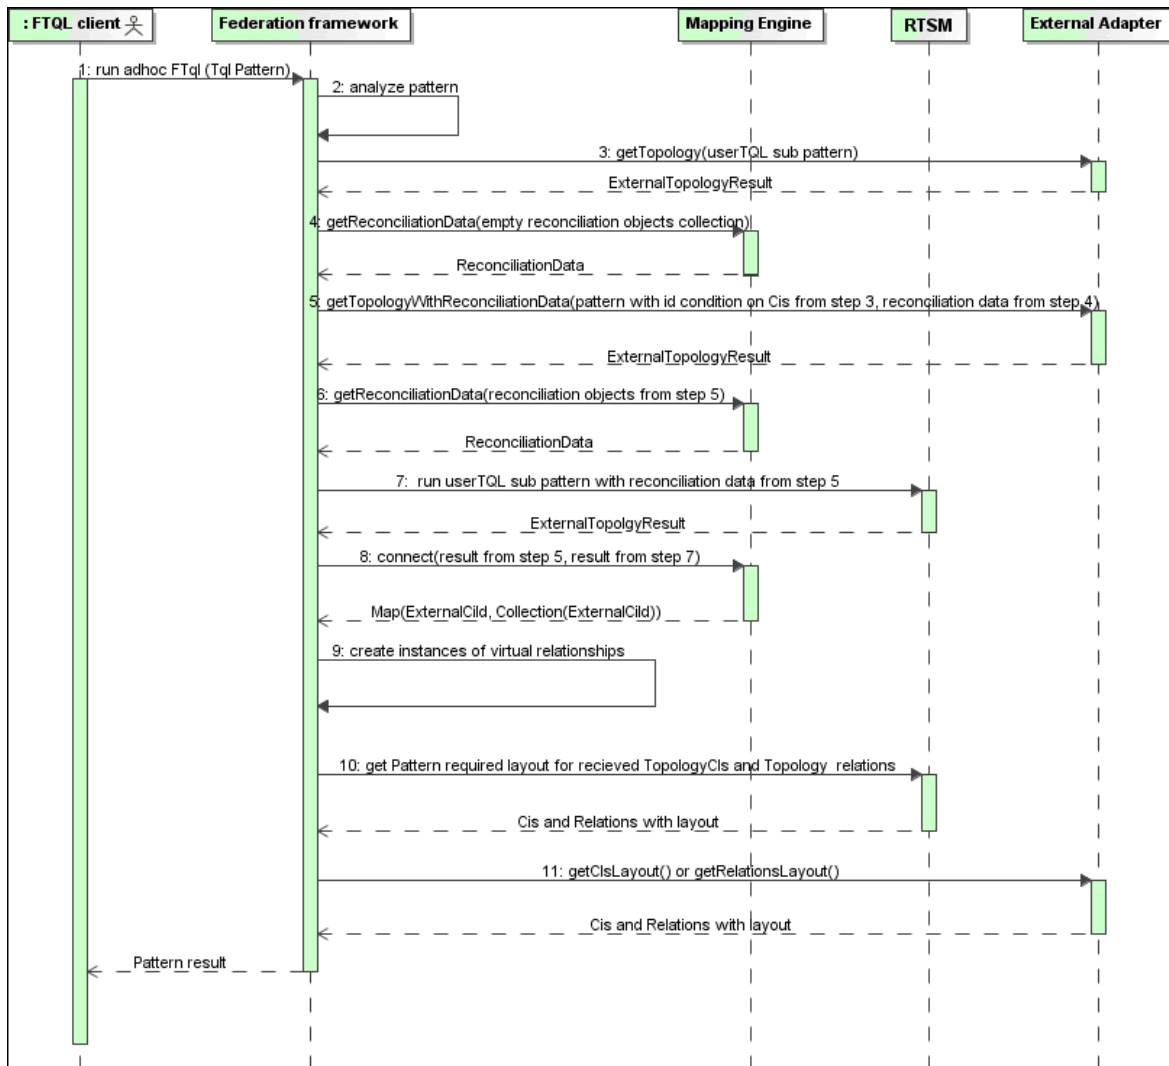 : FTQL client
Federation framework
Mapping Engine
RTSM
External Adapter
1: run adhoc FTql (Tql Pattern)
2: analyze pattern
3: getTopology(userTQL sub pattern)
ExternalTopologyResult
4: getReconciliationData(empty reconciliation objects collection)
ReconciliationData
5: getTopologyWithReconciliationData(pattern with id condition on Cis from step 3, reconciliation data from step 4)
ExternalTopologyResult
6: getReconciliationData(reconciliation objects from step 5)
ReconciliationData
7: run userTQL sub pattern with reconciliation data from step 5
ExternalTopolgyResult
8: connect(result from step 5, result from step 7)
Map(ExternalCiId, Collection(ExternalCiId))
9: create instances of virtual relationships
10: get Pattern required layout for recieved TopologyCIs and Topology relations
Cis and Relations with layout
11: getCIsLayout() or getRelationsLayout()
Cis and Relations with layout
Pattern result